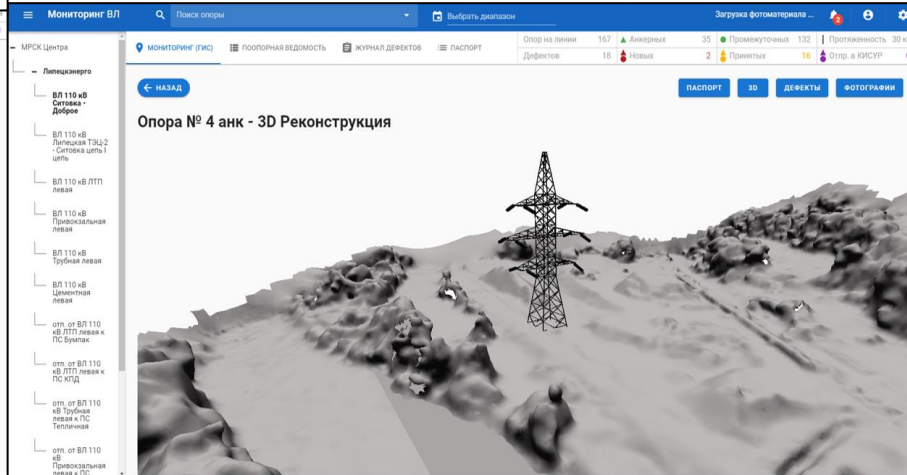 Мониторинг ВЛ
Поиск опоры
Выбрать диапазон
Загрузка фотоматериала ...
2
МРСК Центра
МОНИТОРИНГ (ГИС)
ПООПОРНАЯ ВЕДОМОСТЬ
ЖУРНАЛ ДЕФЕКТОВ
ПАСПОРТ
Опор на линии 167
Анкерных 35
Промежуточных 132
Протяженность 30 к
Дефектов 18
Новых 2
Принятых 16
Отпр. в КИСУР
Липецкэнерго
ВЛ 110 кВ
Ситовка -
Доброе
ВЛ 110 кВ
Липецкая ТЭЦ-2
- Ситовка цепь I
цепь
ВЛ 110 кВ ЛТП
левая
ВЛ 110 кВ
Привокзальная
левая
ВЛ 110 кВ
Трубная левая
ВЛ 110 кВ
Цементная
левая
отп. от ВЛ 110
кВ ЛТП левая к
ПС Бумпак
отп. от ВЛ 110
кВ ЛТП левая к
ПС КПД
отп. от ВЛ 110
кВ Трубная
левая к ПС
Тепличная
отп. от ВЛ 110
кВ
Привокзальная
левая к ПС
НАЗАД
ПАСПОРТ
3D
ДЕФЕКТЫ
ФОТОГРАФИИ
Опора № 4 анк - 3D Реконструкция